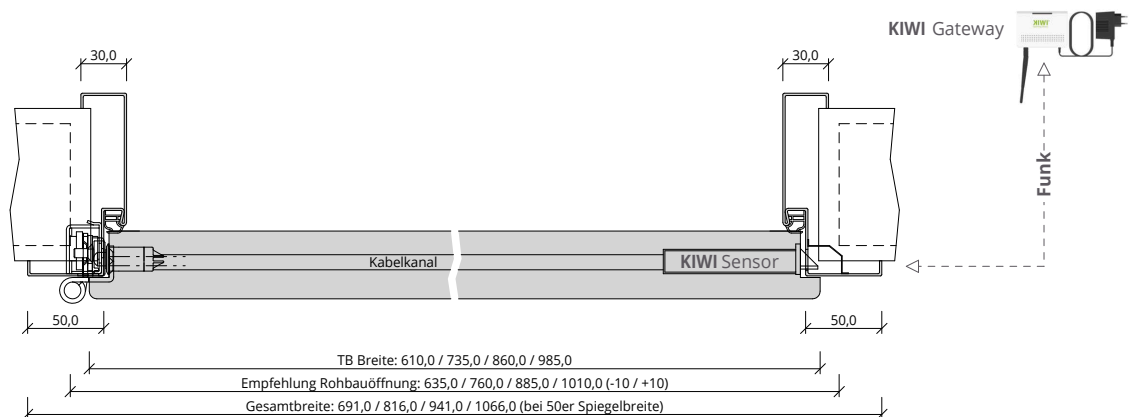 KIWI Gateway
KIWI
30,0
30,0
Funk
Kabelkanal
KIWI Sensor
50,0
50,0
TB Breite: 610,0 / 735,0 / 860,0 / 985,0
Empfehlung Rohbauöffnung: 635,0 / 760,0 / 885,0 / 1010,0 (-10 / +10)
Gesamtbreite: 691,0 / 816,0 / 941,0 / 1066,0 (bei 50er Spiegelbreite)